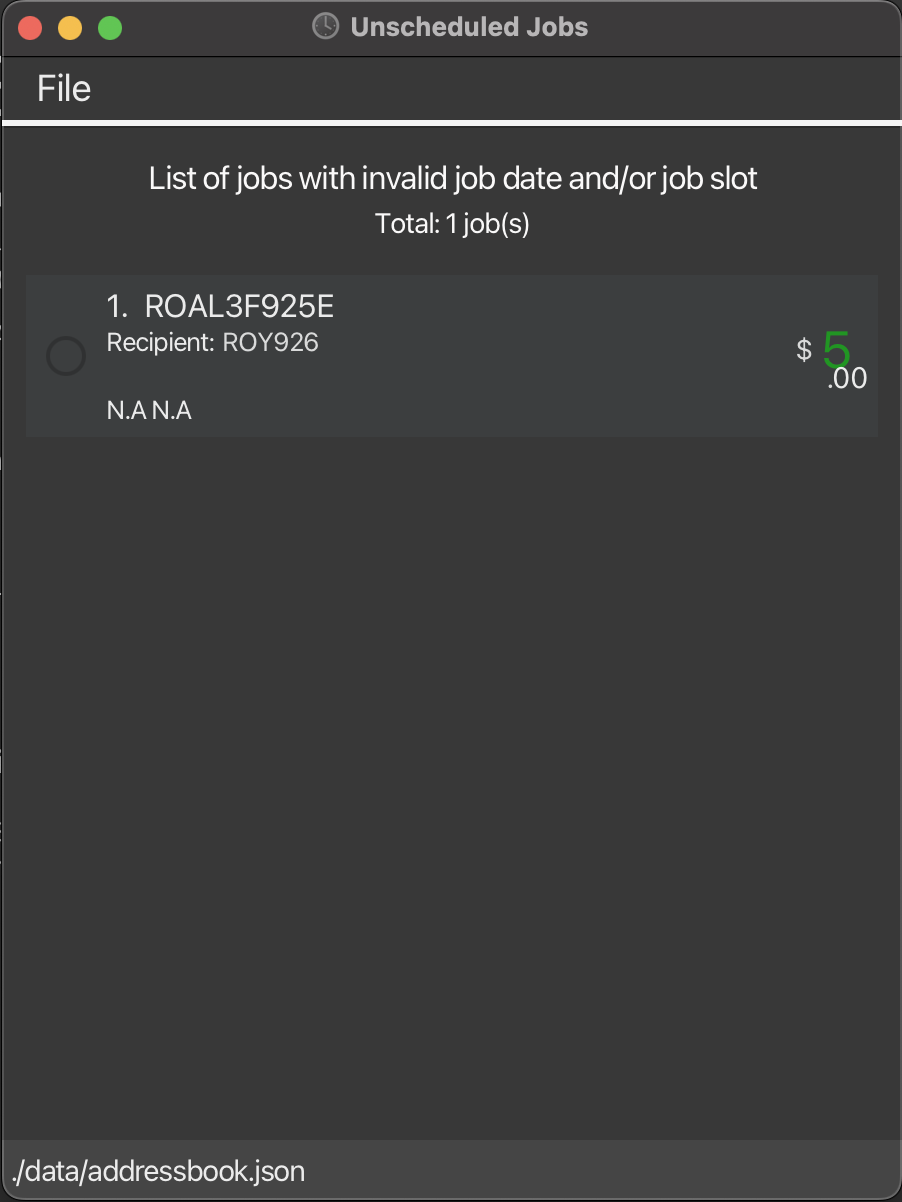 Unscheduled Jobs
File
List of jobs with invalid job date and/or job slot
Total: 1 job(s)
1. ROAL3F925E
Recipient: ROY926
$ 5
.00
N.A N.A
./data/addressbook.json